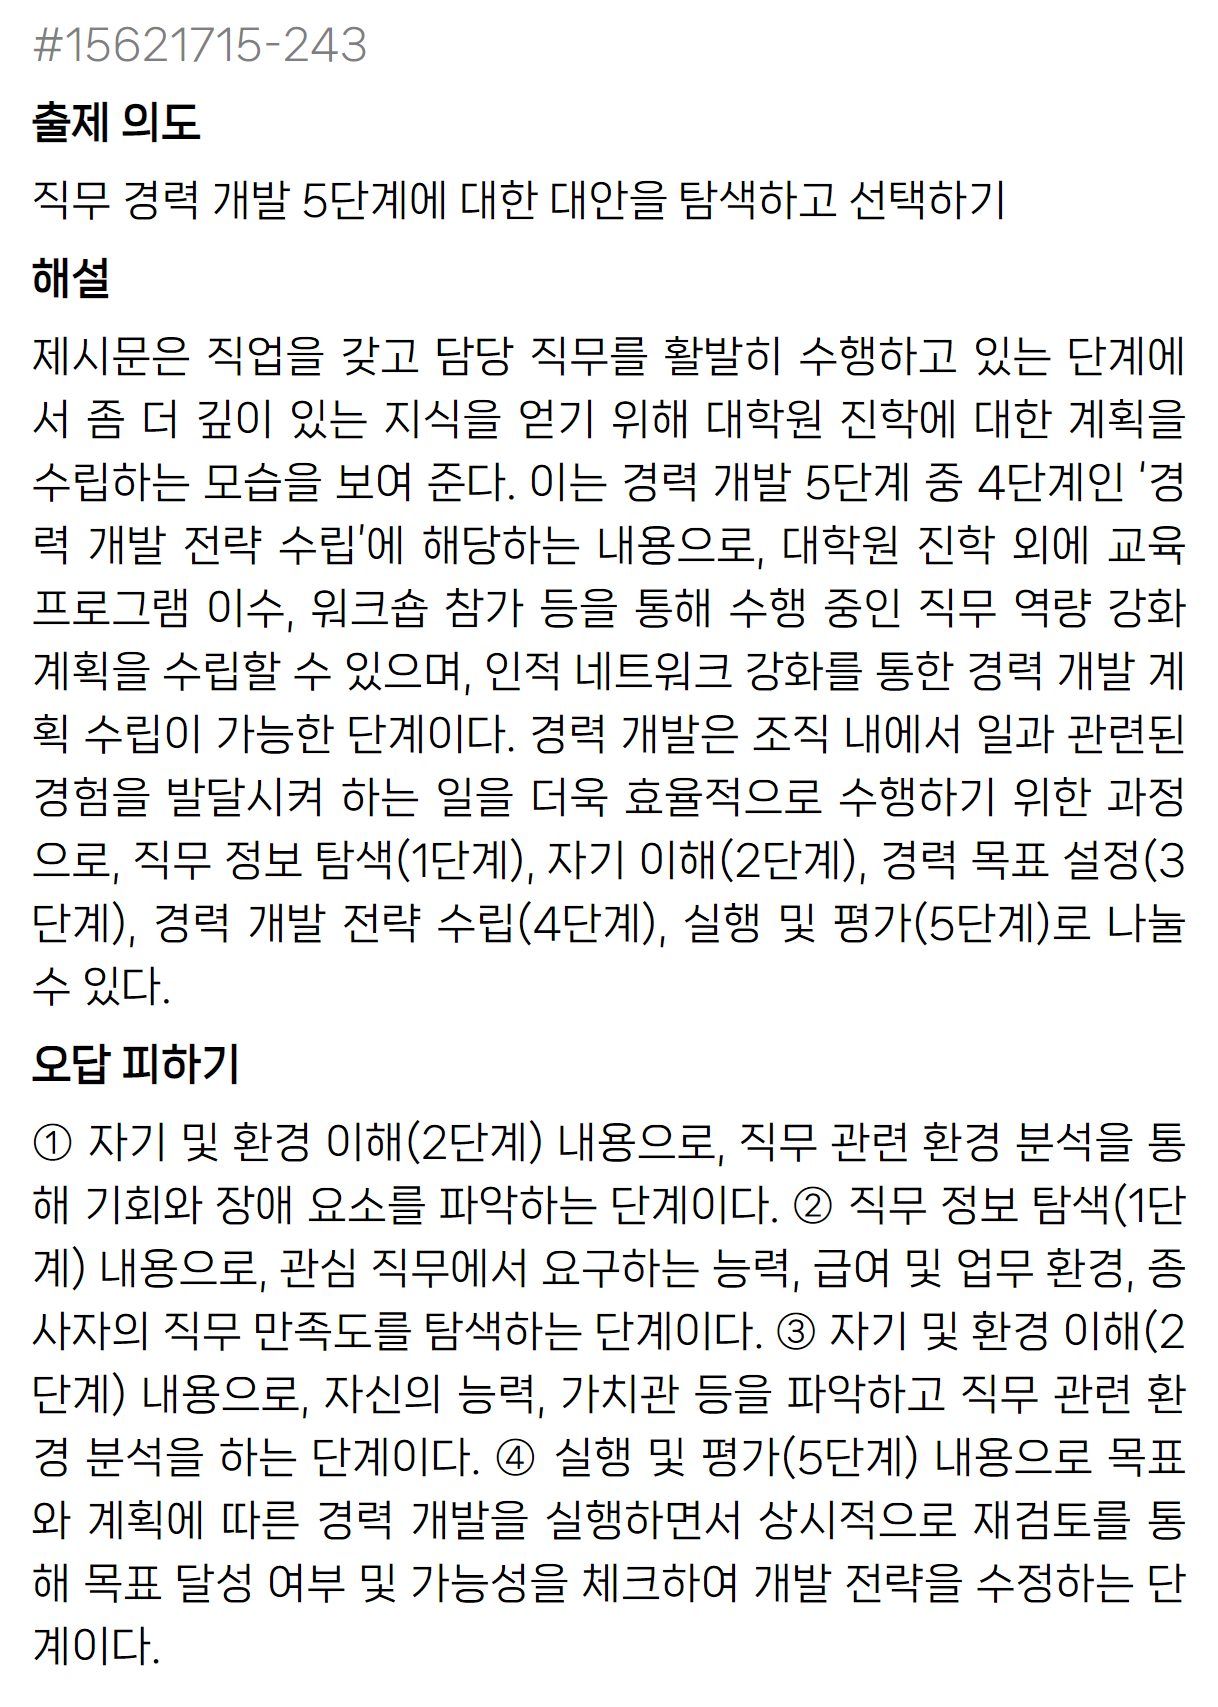 #15621715-243
출제 의도
직무 경력 개발 5단계에 대한 대안을 탐색하고 선택하기
해설
제시문은 직업을 갖고 담당 직무를 활발히 수행하고 있는 단계에
서 좀 더 깊이 있는 지식을 얻기 위해 대학원 진학에 대한 계획을
수립하는 모습을 보여 준다. 이는 경력 개발 5단계 중 4단계인 ‘경
력 개발 전략 수립’에 해당하는 내용으로, 대학원 진학 외에 교육
프로그램 이수, 워크숍 참가 등을 통해 수행 중인 직무 역량 강화
계획을 수립할 수 있으며, 인적 네트워크 강화를 통한 경력 개발 계
획 수립이 가능한 단계이다. 경력 개발은 조직 내에서 일과 관련된
경험을 발달시켜 하는 일을 더욱 효율적으로 수행하기 위한 과정
으로, 직무 정보 탐색(1단계), 자기 이해(2단계), 경력 목표 설정(3
단계), 경력 개발 전략 수립(4단계), 실행 및 평가(5단계)로 나눌
수 있다.
오답 피하기
① 자기 및 환경 이해(2단계) 내용으로, 직무 관련 환경 분석을 통
해 기회와 장애 요소를 파악하는 단계이다. ② 직무 정보 탐색(1단
계) 내용으로, 관심 직무에서 요구하는 능력, 급여 및 업무 환경, 종
사자의 직무 만족도를 탐색하는 단계이다. ③ 자기 및 환경 이해(2
단계) 내용으로, 자신의 능력, 가치관 등을 파악하고 직무 관련 환
경 분석을 하는 단계이다. ④ 실행 및 평가(5단계) 내용으로 목표
와 계획에 따른 경력 개발을 실행하면서 상시적으로 재검토를 통
해 목표 달성 여부 및 가능성을 체크하여 개발 전략을 수정하는 단
계이다.